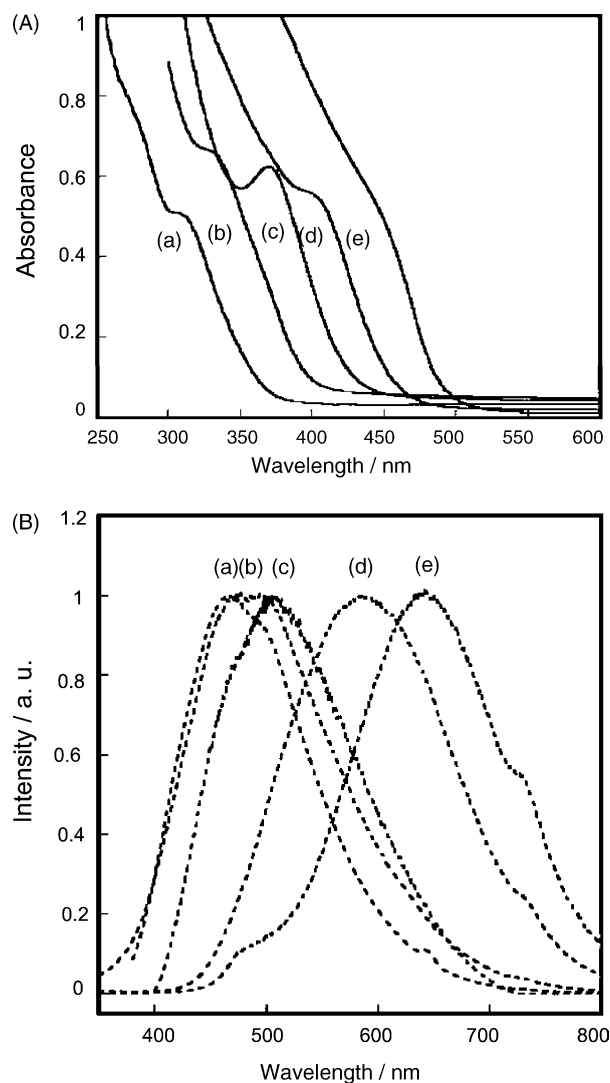 (A)
1
0.8
0.6
0.4
0.2
0
Absorbance
(a)
(b)
(c)
(d)
(e)
250 300 350 400 450 500 550 600
Wavelength / nm
(B)
1.2
1
0.8
0.6
0.4
0.2
0
Intensity / a. u.
(a)(b) (c) (d) (e)
400 500 600 700 800
Wavelength / nm